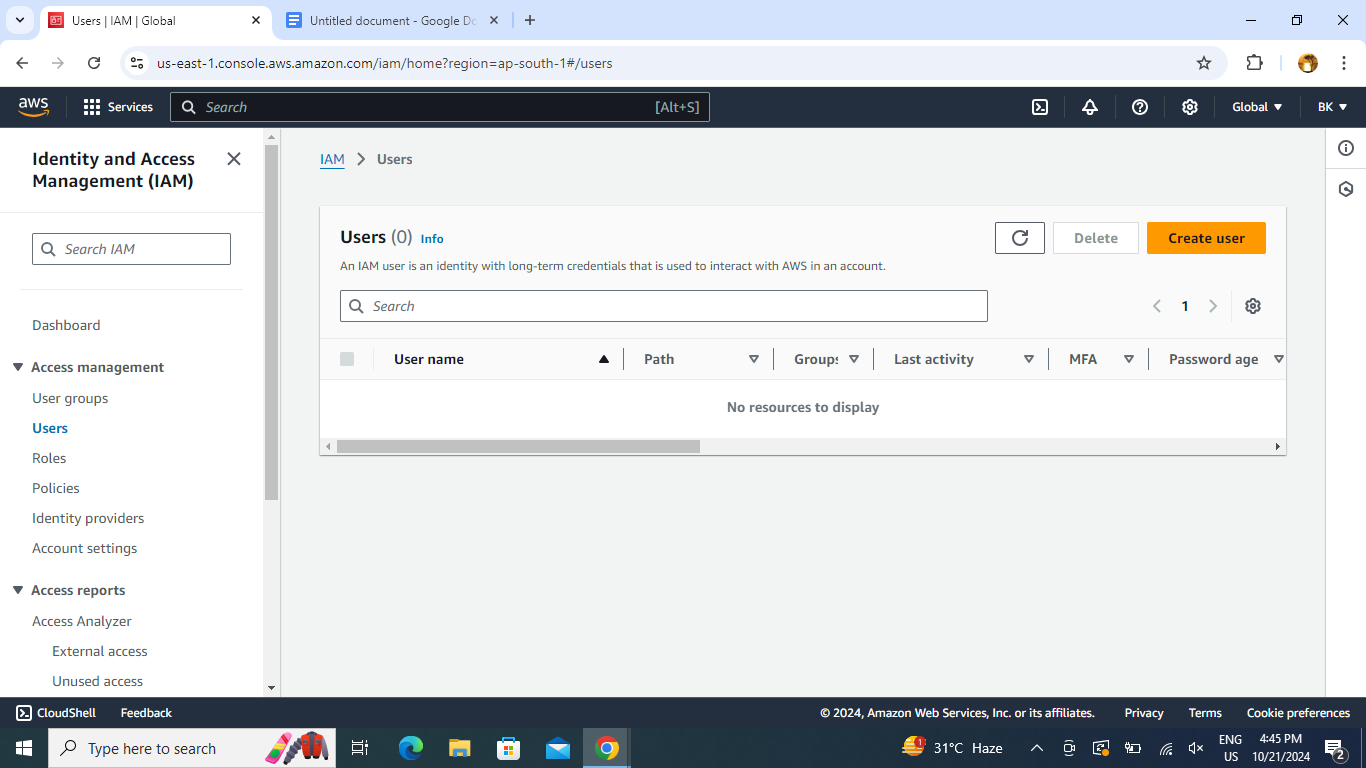 Users | IAM | Global
Untitled document - Google Do
us-east-1.console.aws.amazon.com/iam/home?region=ap-south-1#/users
aws Services Search [Alt+S] Global BK
Identity and Access
Management (IAM)
Search IAM
Dashboard
Access management
User groups
Users
Roles
Policies
Identity providers
Account settings
Access reports
Access Analyzer
External access
Unused access
IAM > Users
Users (0) Info
Delete Create user
An IAM user is an identity with long-term credentials that is used to interact with AWS in an account.
Search
1
User name Path Groups Last activity MFA Password age
No resources to display
CloudShell Feedback © 2024, Amazon Web Services, Inc. or its affiliates. Privacy Terms Cookie preferences
Type here to search
1
31°C Haze
ENG
US
4:45 PM
10/21/2024
2